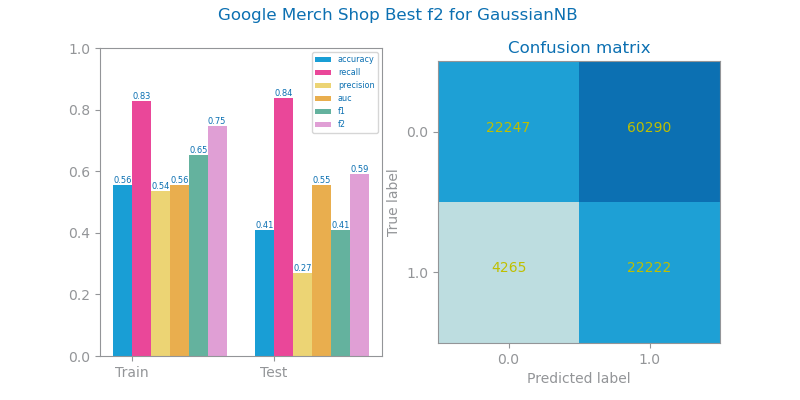 Google Merch Shop Best f2 for GaussianNB
1.0
0.8
0.6
0.4
0.2
0.0
0.56
0.83
0.54
0.56
0.65
0.75
0.41
0.84
0.27
0.55
0.41
0.59
Train
Test
accuracy
recall
precision
auc
f1
f2
Confusion matrix
True label
0.0
1.0
22247
60290
4265
22222
0.0
1.0
Predicted label